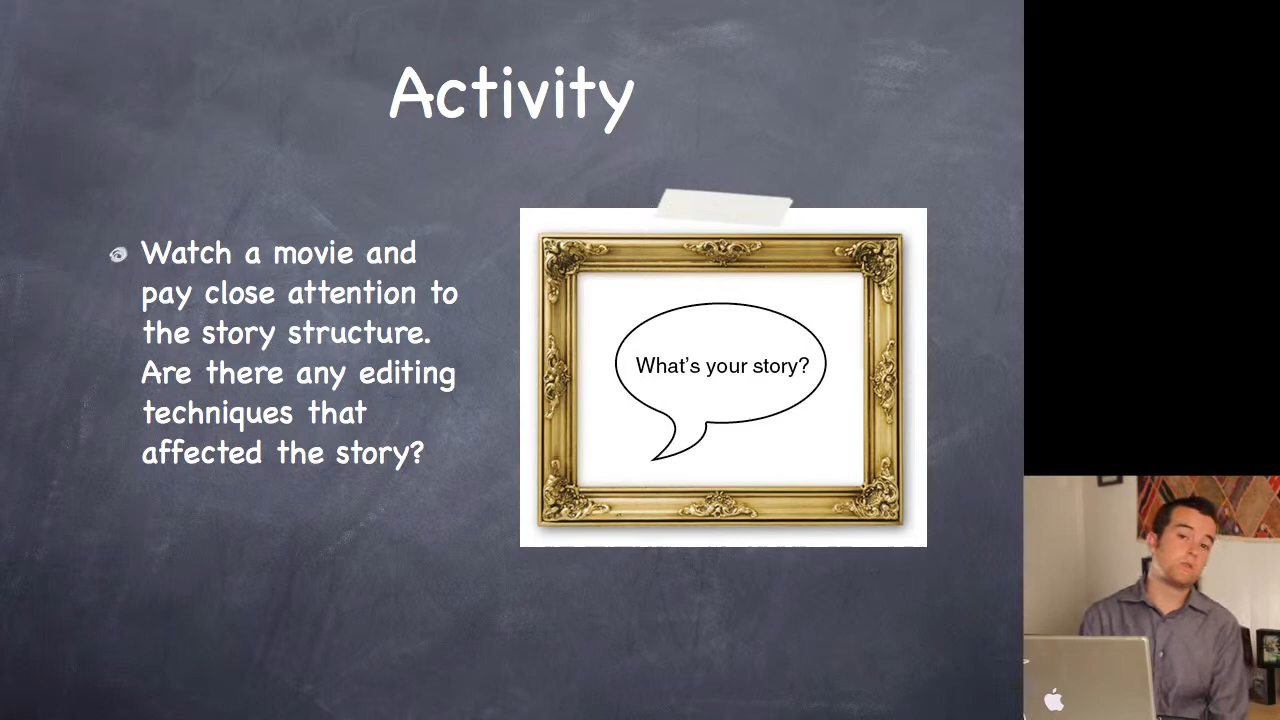 Activity
Watch a movie and
pay close attention to
the story structure.
Are there any editing
techniques that
affected the story?
What's your story?